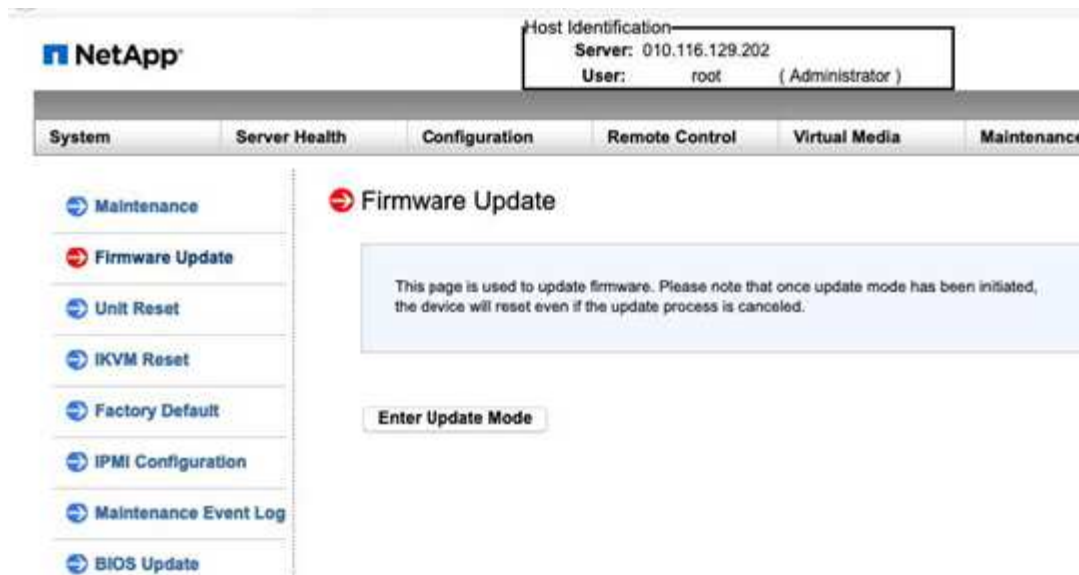 NetApp
Host Identification
Server: 010.116.129.202
User: root ( Administrator )
System Server Health Configuration Remote Control Virtual Media Maintenance
Maintenance
Firmware Update
Unit Reset
IKVM Reset
Factory Default
IPMI Configuration
Maintenance Event Log
BIOS Update
Firmware Update
This page is used to update firmware. Please note that once update mode has been initiated,
the device will reset even if the update process is canceled.
Enter Update Mode